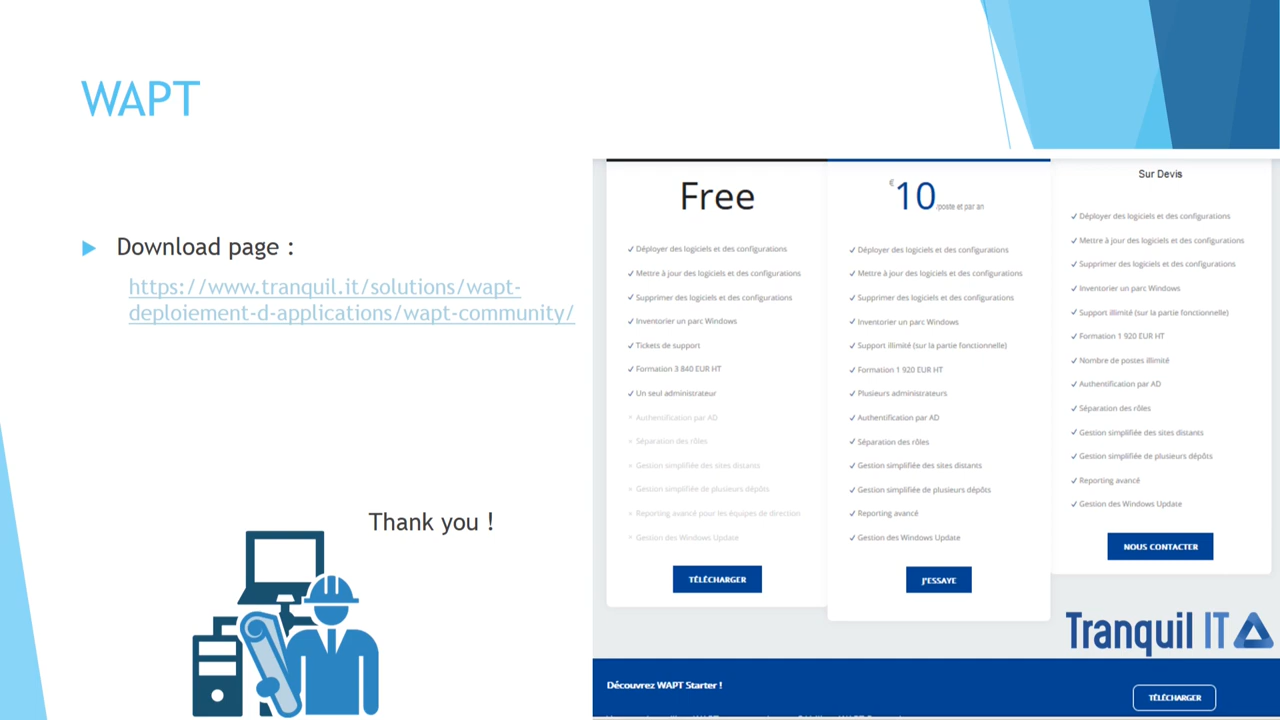 WAPT
Download page :
https://www.tranquil.it/solutions/wapt-
deploiement-d-applications/wapt-community/
Thank you !
Free
Déployer des logiciels et des configurations
Mettre à jour des logiciels et des configurations
Supprimer des logiciels et des configurations
Inventorier un parc Windows
Tickets de support
Formation 3 840 EUR HT
Un seul administrateur
Authentification par AD
Séparation des rôles
Gestion simplifiée des sites distants
Gestion simplifiée de plusieurs dépôts
Reporting avancé pour les équipes de direction
Gestion des Windows Update
TÉLÉCHARGER
€10/poste et par an
Déployer des logiciels et des configurations
Mettre à jour des logiciels et des configurations
Supprimer des logiciels et des configurations
Inventorier un parc Windows
Support illimité (sur la partie fonctionnelle)
Formation 1 920 EUR HT
Plusieurs administrateurs
Authentification par AD
Séparation des rôles
Gestion simplifiée des sites distants
Gestion simplifiée de plusieurs dépôts
Reporting avancé
Gestion des Windows Update
J'ESSAYE
Sur Devis
Déployer des logiciels et des configurations
Mettre à jour des logiciels et des configurations
Supprimer des logiciels et des configurations
Inventorier un parc Windows
Support illimité (sur la partie fonctionnelle)
Formation 1 920 EUR HT
Nombre de postes illimité
Authentification par AD
Séparation des rôles
Gestion simplifiée des sites distants
Gestion simplifiée de plusieurs dépôts
Reporting avancé
Gestion des Windows Update
NOUS CONTACTER
Tranquil IT
Découvrez WAPT Starter !
TÉLÉCHARGER